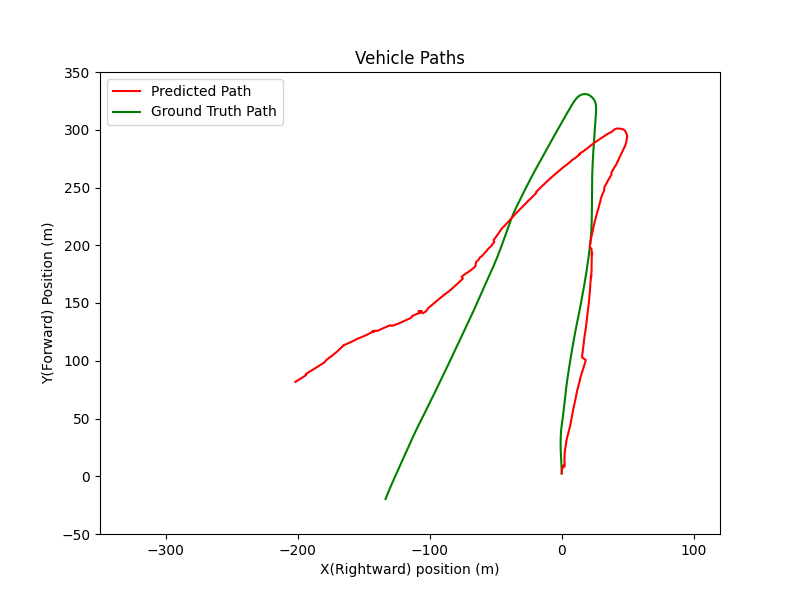 Vehicle Paths
Predicted Path
Ground Truth Path
350
300
250
200
150
100
50
0
−50
Y(Forward) Position (m)
−300
−200
−100
0
100
X(Rightward) position (m)